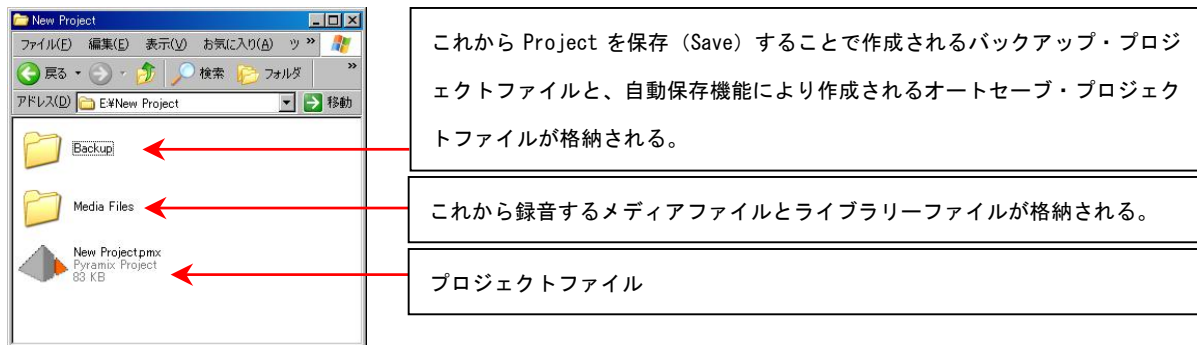 New Project
ファイル(F) 編集(E) 表示(V) お気に入り(A) ツ »
戻る 検索 フォルダ »
アドレス(D) E:¥New Project 移動
Backup
Media Files
New Project.pmx
Pyramix Project
83 KB
これから Project を保存（Save）することで作成されるバックアップ・プロジ
ェクトファイルと、自動保存機能により作成されるオートセーブ・プロジェク
トファイルが格納される。
これから録音するメディアファイルとライブラリーファイルが格納される。
プロジェクトファイル